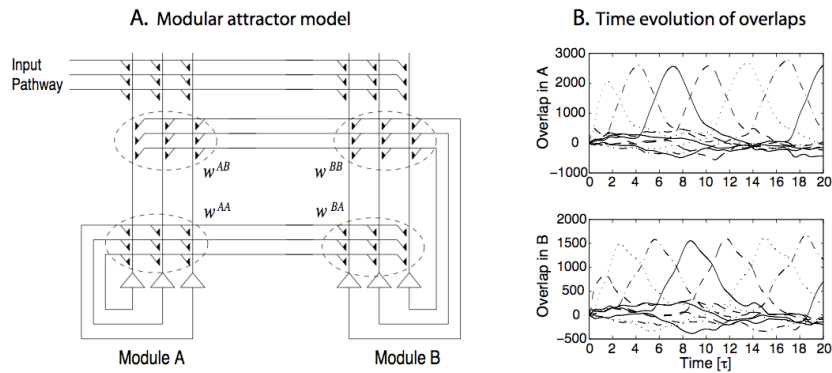 A. Modular attractor model
Input
Pathway
w^AB
w^BB
w^AA
w^BA
Module A
Module B
B. Time evolution of overlaps
Overlap in A
3000
2000
1000
0
−1000
0 2 4 6 8 10 12 14 16 18 20
Overlap in B
2000
1500
1000
500
0
−500
0 2 4 6 8 10 12 14 16 18 20
Time [τ]